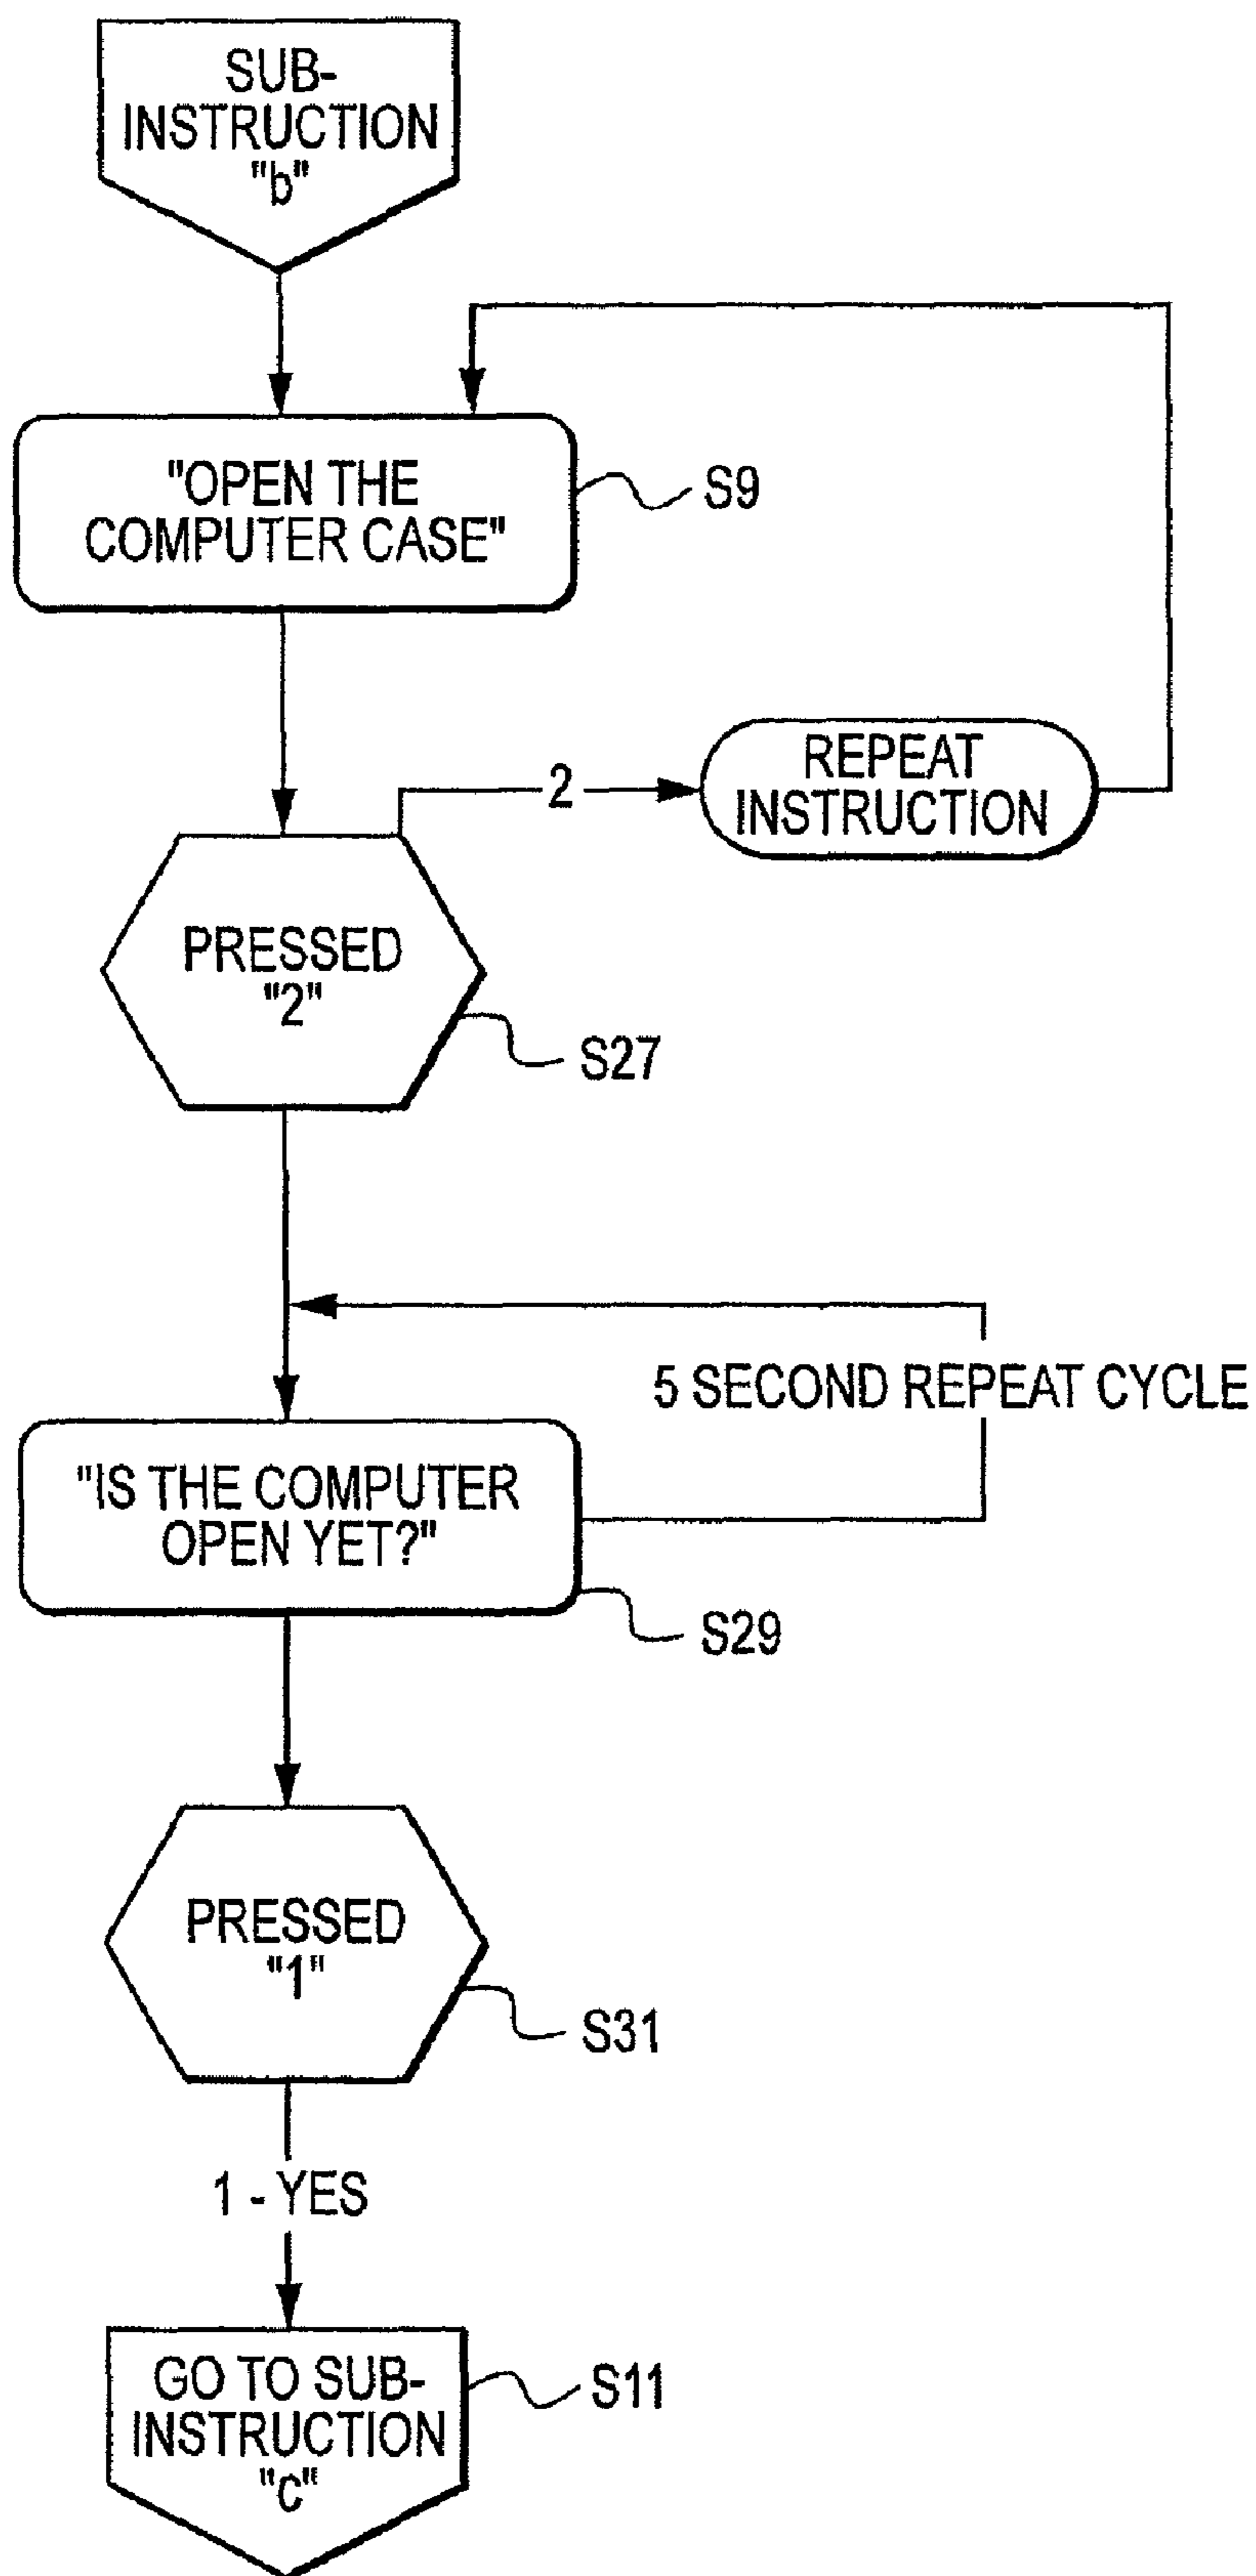 SUB-
INSTRUCTION
"b"
"OPEN THE
COMPUTER CASE"
S9
2
REPEAT
INSTRUCTION
PRESSED
"2"
S27
5 SECOND REPEAT CYCLE
"IS THE COMPUTER
OPEN YET?"
S29
PRESSED
"1"
S31
1 - YES
GO TO SUB-
INSTRUCTION
"c"
S11